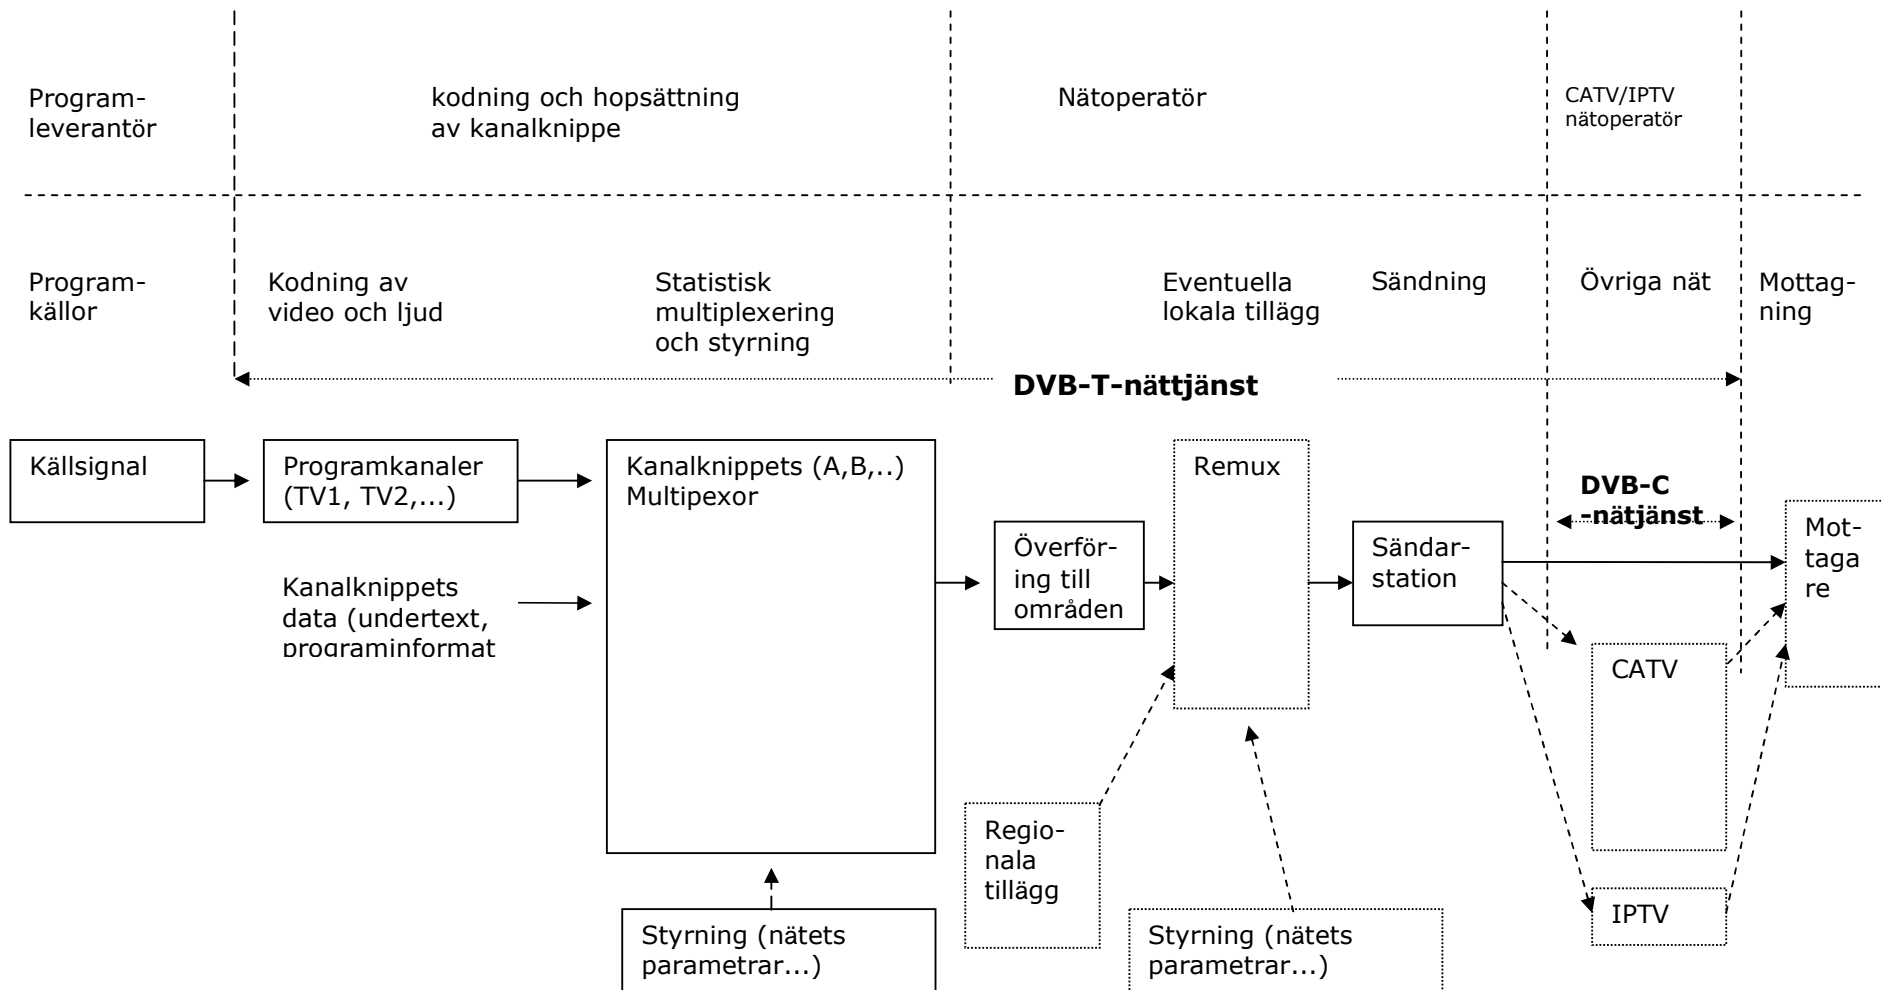 Program-
leverantör
kodning och hopsättning
av kanalknippe
Nätoperatör
CATV/IPTV
nätoperatör
Program-
källor
Kodning av
video och ljud
Statistisk
multiplexering
och styrning
Eventuella
lokala tillägg
Sändning
Övriga nät
Mottag-
ning
DVB-T-nättjänst
Källsignal
Programkanaler
(TV1, TV2,...)
Kanalknippets (A,B,..)
Multipexor
Remux
DVB-C
-nätjänst
Mot-
taga
re
Överför-
ing till
områden
Sändar-
station
Kanalknippets
data (undertext,
programinformat
CATV
Regio-
nala
tillägg
IPTV
Styrning (nätets
parametrar...)
Styrning (nätets
parametrar...)